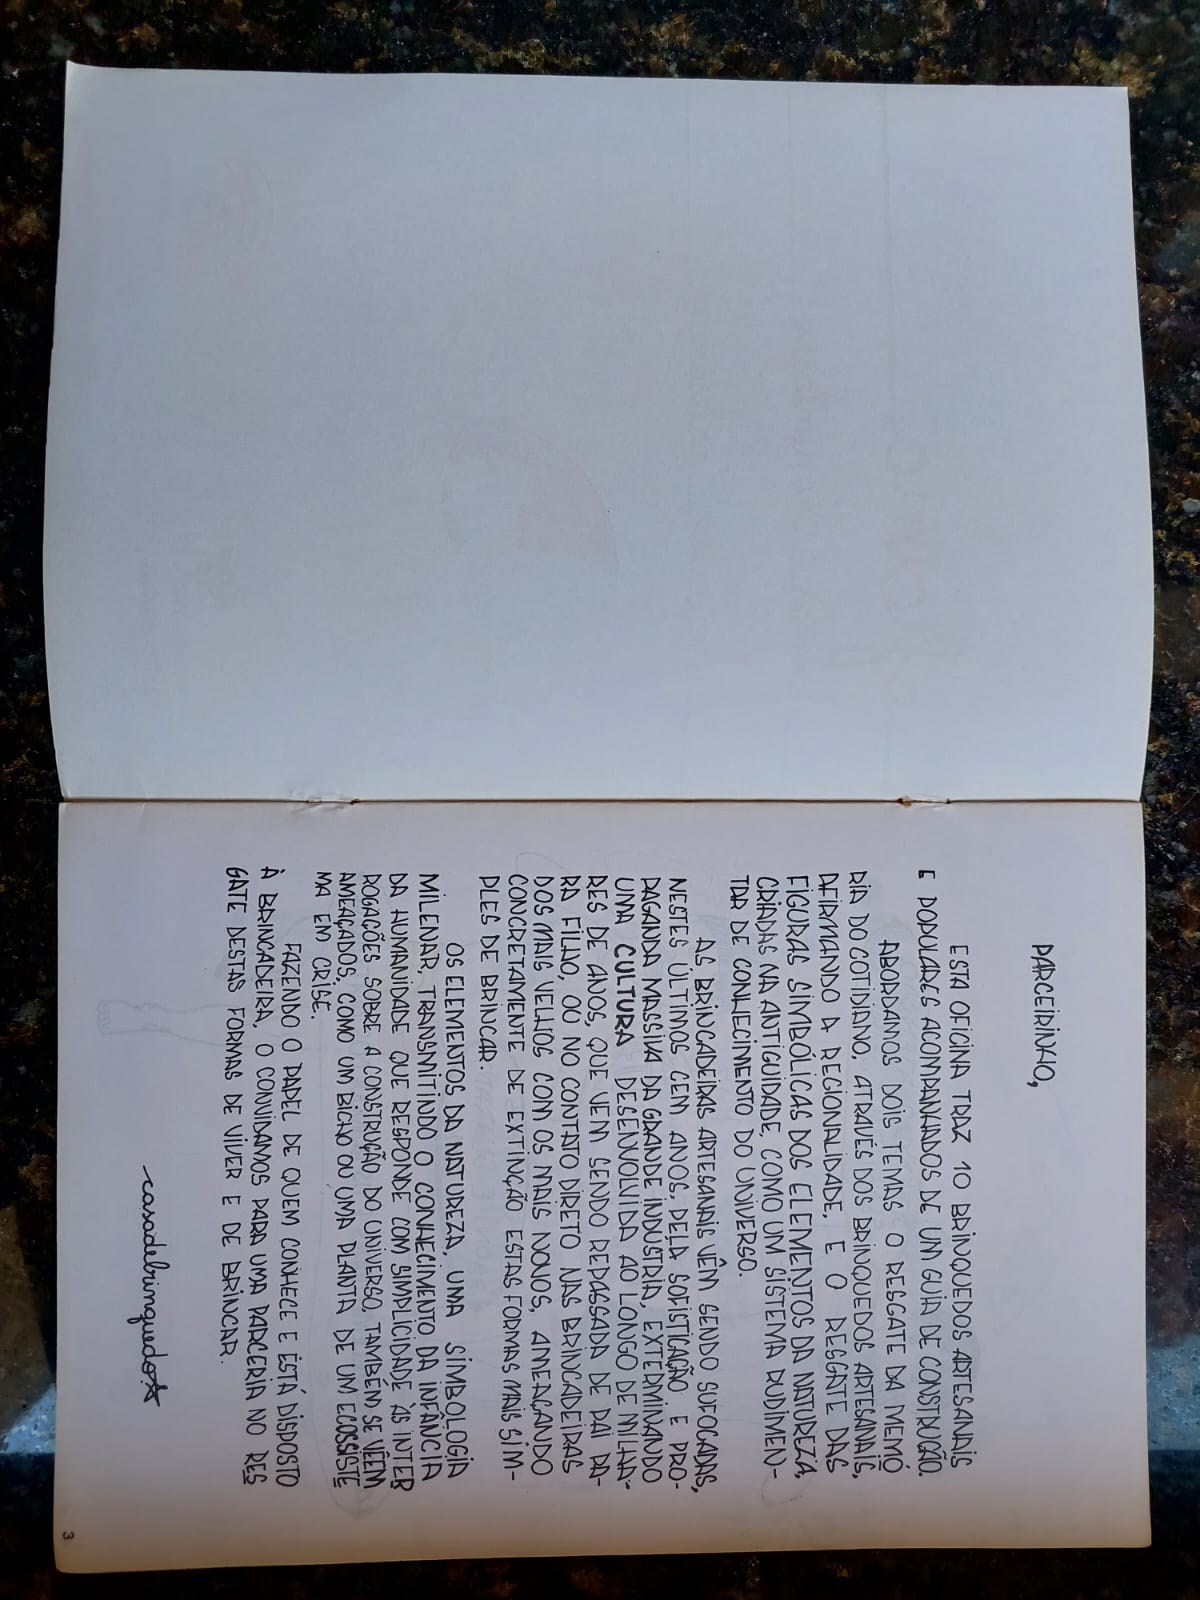 PARCEIRINHO,
ESTA OFICINA TRAZ 10 BRINQUEDOS ARTESANAIS
E POPULARES ACOMPANHADOS DE UM GUIA DE CONSTRUÇÃO.
ABORDAMOS DOIS TEMAS: O RESGATE DA MEMÓ
RIA DO COTIDIANO, ATRAVÉS DOS BRINQUEDOS ARTESANAIS,
AFIRMANDO A REGIONALIDADE, E O RESGATE DAS
FIGURAS SIMBÓLICAS DOS ELEMENTOS DA NATUREZA,
CRIADAS NA ANTIGUIDADE, COMO UM SISTEMA RUDIMEN-
TAR DE CONHECIMENTO DO UNIVERSO.
AS BRINCADEIRAS ARTESANAIS VÊM SENDO SUFOCADAS,
NESTES ÚLTIMOS CEM ANOS, PELA SOFISTICAÇÃO E PRO-
PAGANDA MASSIVA DA GRANDE INDÚSTRIA, EXTERMINANDO
UMA CULTURA DESENVOLVIDA AO LONGO DE MILHA-
RES DE ANOS, QUE VEM SENDO REPASSADA DE PAI PA-
RA FILHO, OU NO CONTATO DIRETO NAS BRINCADEIRAS
DOS MAIS VELHOS COM OS MAIS NOVOS, AMEAÇANDO
CONCRETAMENTE DE EXTINÇÃO ESTAS FORMAS MAIS SIM-
PLES DE BRINCAR.
OS ELEMENTOS DA NATUREZA, UMA SIMBOLOGIA
MILENAR, TRANSMITINDO O CONHECIMENTO DA INFÂNCIA
DA HUMANIDADE QUE RESPONDE COM SIMPLICIDADE ÀS INTER
ROGAÇÕES SOBRE A CONSTRUÇÃO DO UNIVERSO, TAMBÉM SE VÊEM
AMEAÇADOS, COMO UM BICHO OU UMA PLANTA DE UM ECOSSISTE
MA EM CRISE.
FAZENDO O PAPEL DE QUEM CONHECE E ESTÁ DISPOSTO
À BRINCADEIRA, O CONVIDAMOS PARA UMA PARCERIA NO RES
GATE DESTAS FORMAS DE VIVER E DE BRINCAR.
casadebrinquedos
3